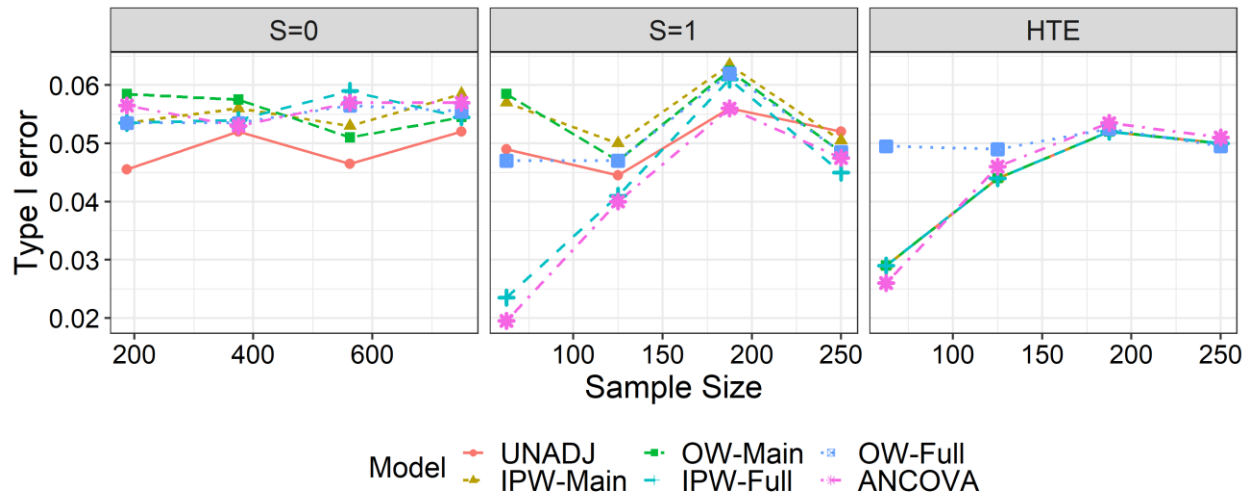 S=0 S=1 HTE
Type I error
0.06
0.05
0.04
0.03
0.02
200 400 600 100 150 200 250 100 150 200 250
Sample Size
Model UNADJ OW-Main OW-Full
IPW-Main IPW-Full ANCOVA